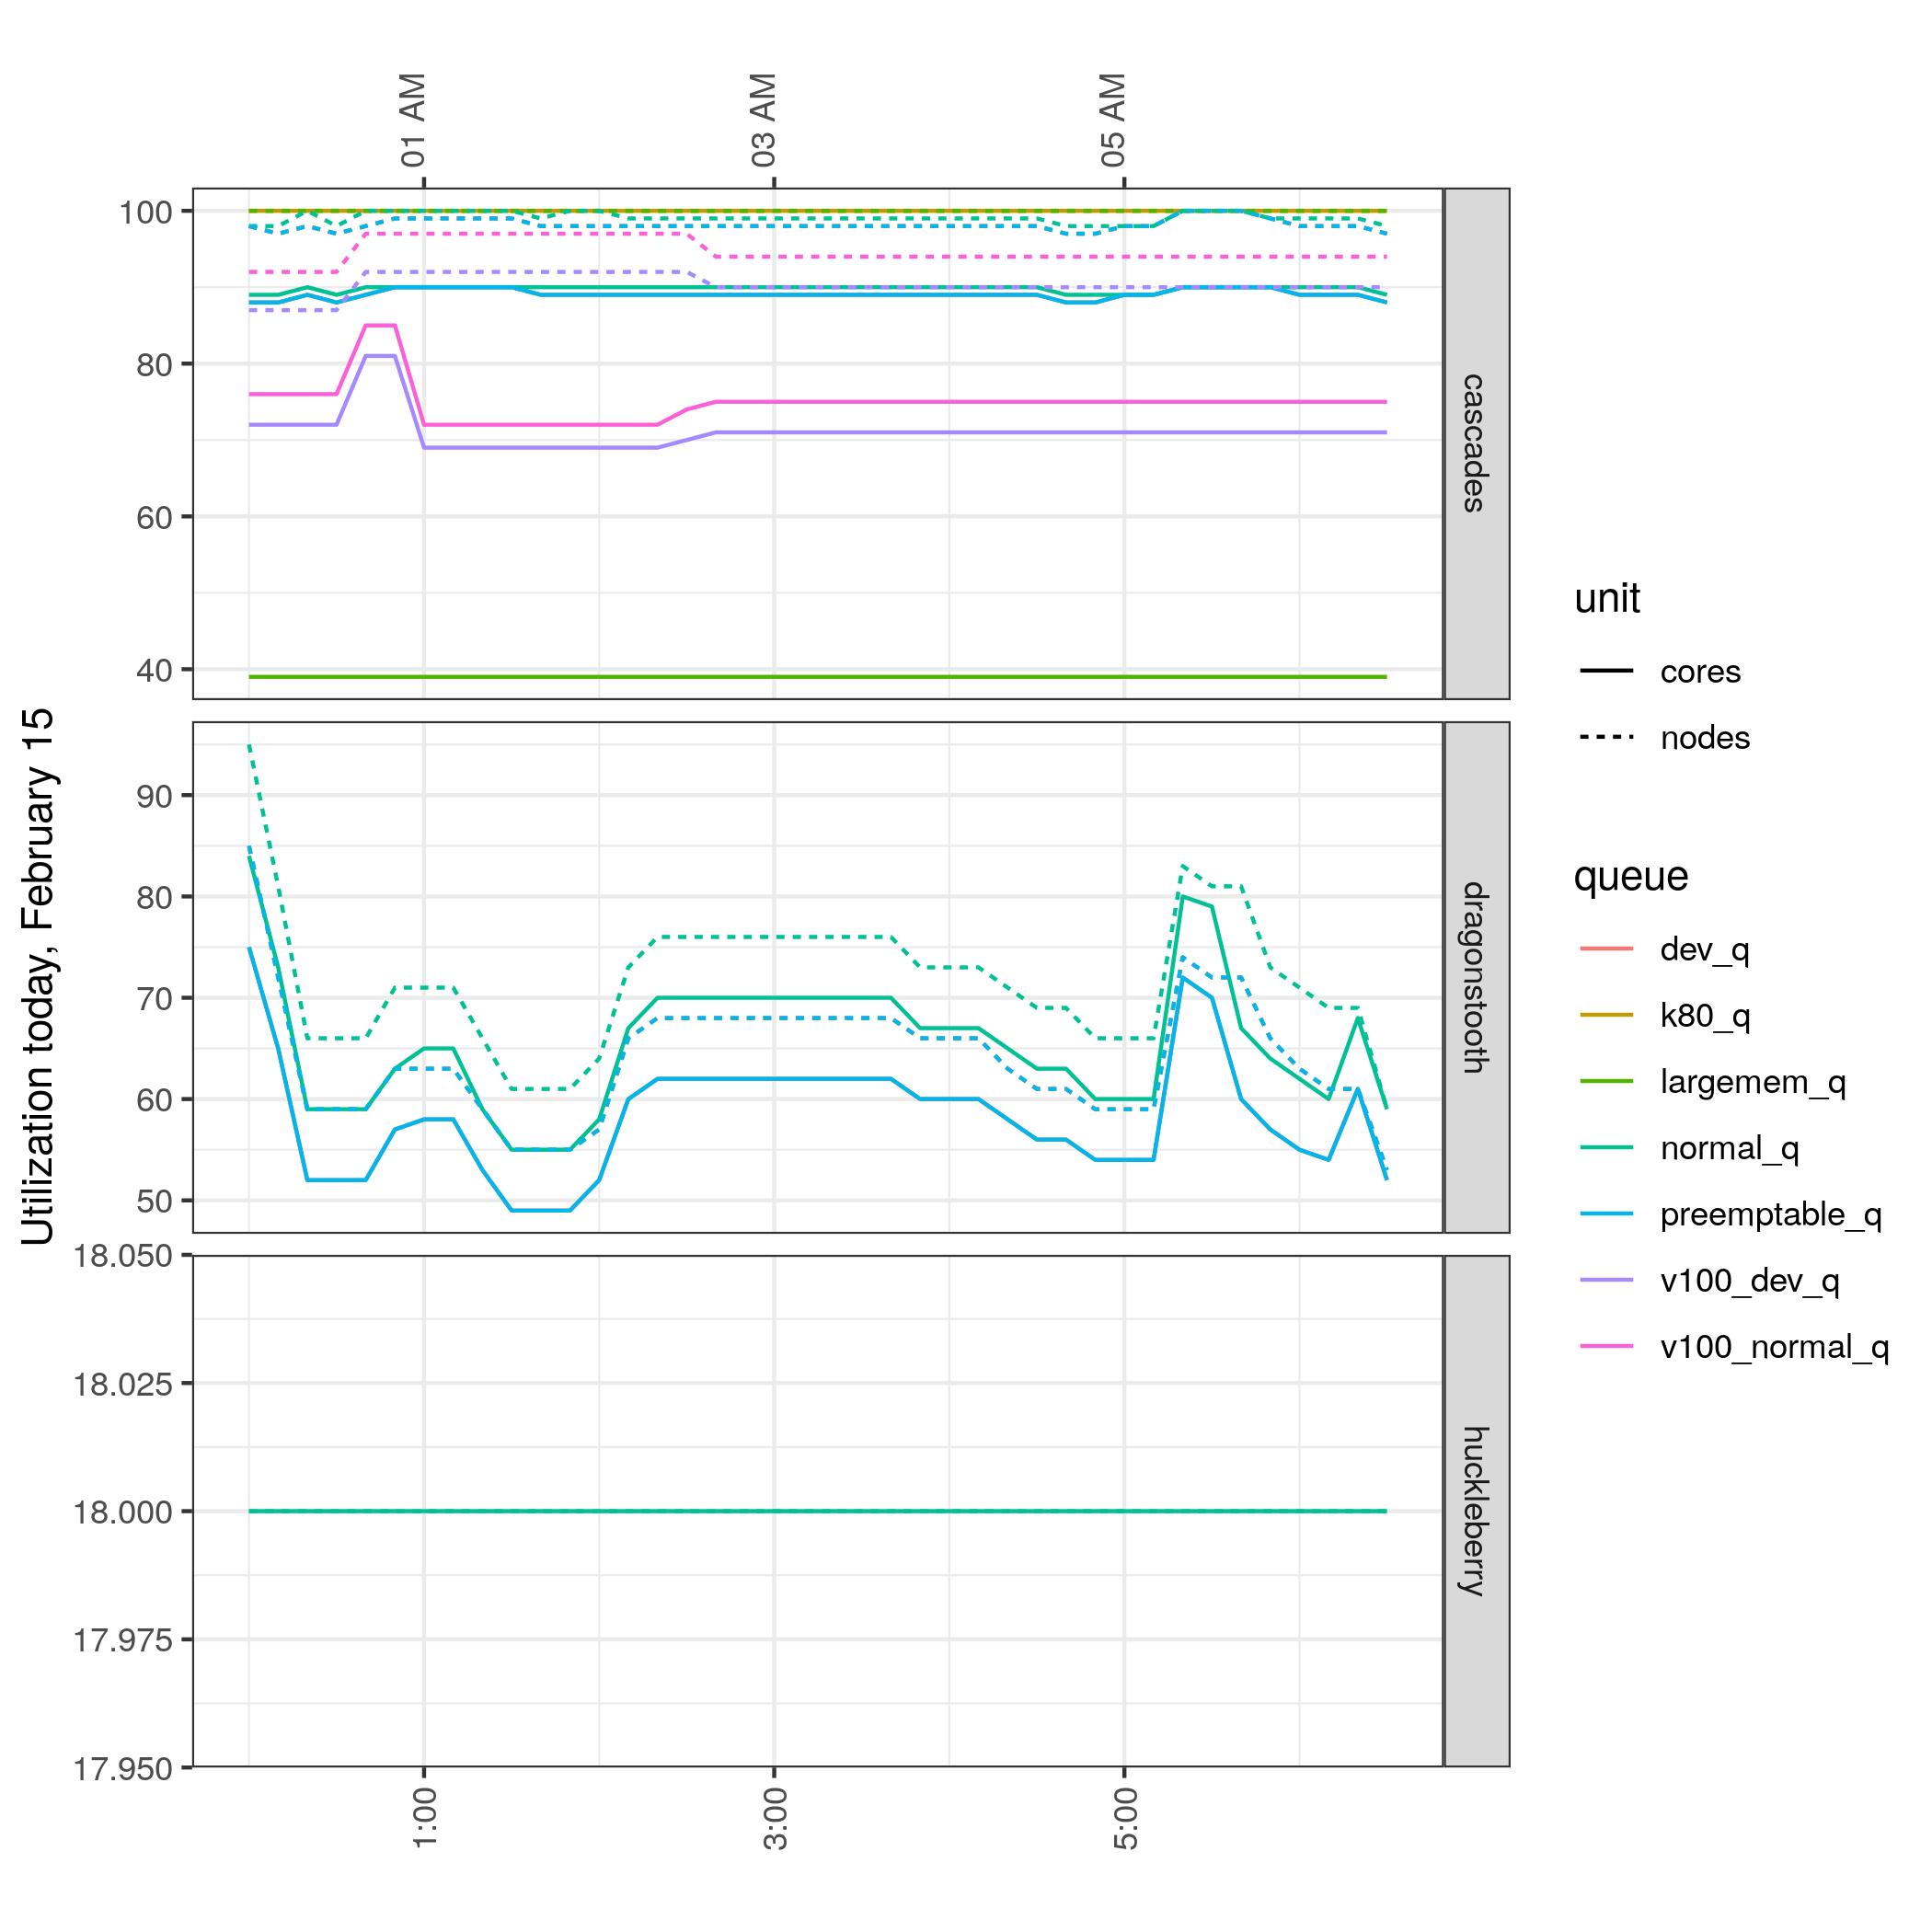 01 AM
03 AM
05 AM
100
80
60
40
cascades
Utilization today, February 15
90
80
70
60
50
dragonstooth
18.050
18.025
18.000
17.975
17.950
huckleberry
1:00
3:00
5:00
unit
cores
nodes
queue
dev_q
k80_q
largemem_q
normal_q
preemptable_q
v100_dev_q
v100_normal_q